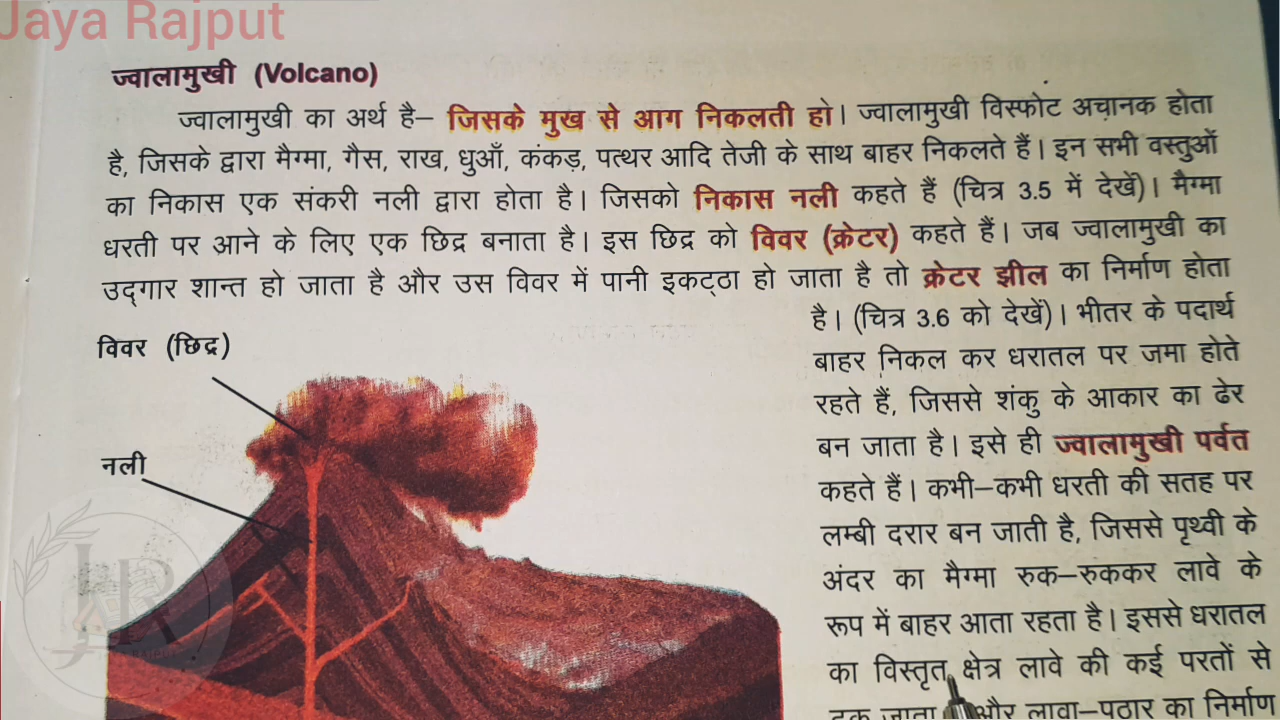 Jaya Rajput
ज्वालामुखी (Volcano)
ज्वालामुखी का अर्थ है– जिसके मुख से आग निकलती हो। ज्वालामुखी विस्फोट अचानक होता
है, जिसके द्वारा मैग्मा, गैस, राख, धुआँ, कंकड़, पत्थर आदि तेजी के साथ बाहर निकलते हैं। इन सभी वस्तुओं
का निकास एक संकरी नली द्वारा होता है। जिसको निकास नली कहते हैं (चित्र 3.5 में देखें)। मैग्मा
धरती पर आने के लिए एक छिद्र बनाता है। इस छिद्र को विवर (क्रेटर) कहते हैं। जब ज्वालामुखी का
उद्गार शान्त हो जाता है और उस विवर में पानी इकट्ठा हो जाता है तो क्रेटर झील का निर्माण होता
है। (चित्र 3.6 को देखें)। भीतर के पदार्थ
बाहर निकल कर धरातल पर जमा होते
रहते हैं, जिससे शंकु के आकार का ढेर
बन जाता है। इसे ही ज्वालामुखी पर्वत
कहते हैं। कभी–कभी धरती की सतह पर
लम्बी दरार बन जाती है, जिससे पृथ्वी के
अंदर का मैग्मा रुक–रुककर लावे के
रूप में बाहर आता रहता है। इससे धरातल
का विस्तृत क्षेत्र लावे की कई परतों से
ढक जाता और लावा–पठार का निर्माण
विवर (छिद्र)
नली